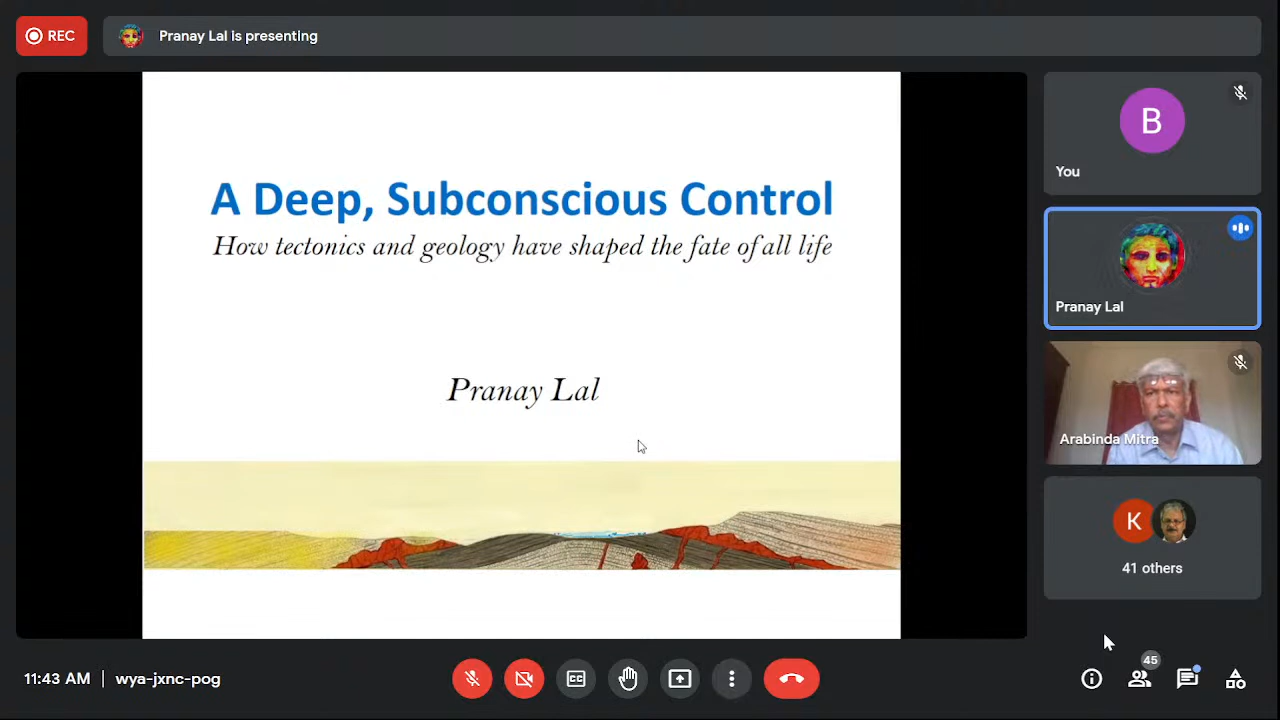 REC
Pranay Lal is presenting
A Deep, Subconscious Control
How tectonics and geology have shaped the fate of all life
Pranay Lal
B
You
Pranay Lal
Arabinda Mitra
K
41 others
11:43 AM | wya-jxnc-pog
CC
45